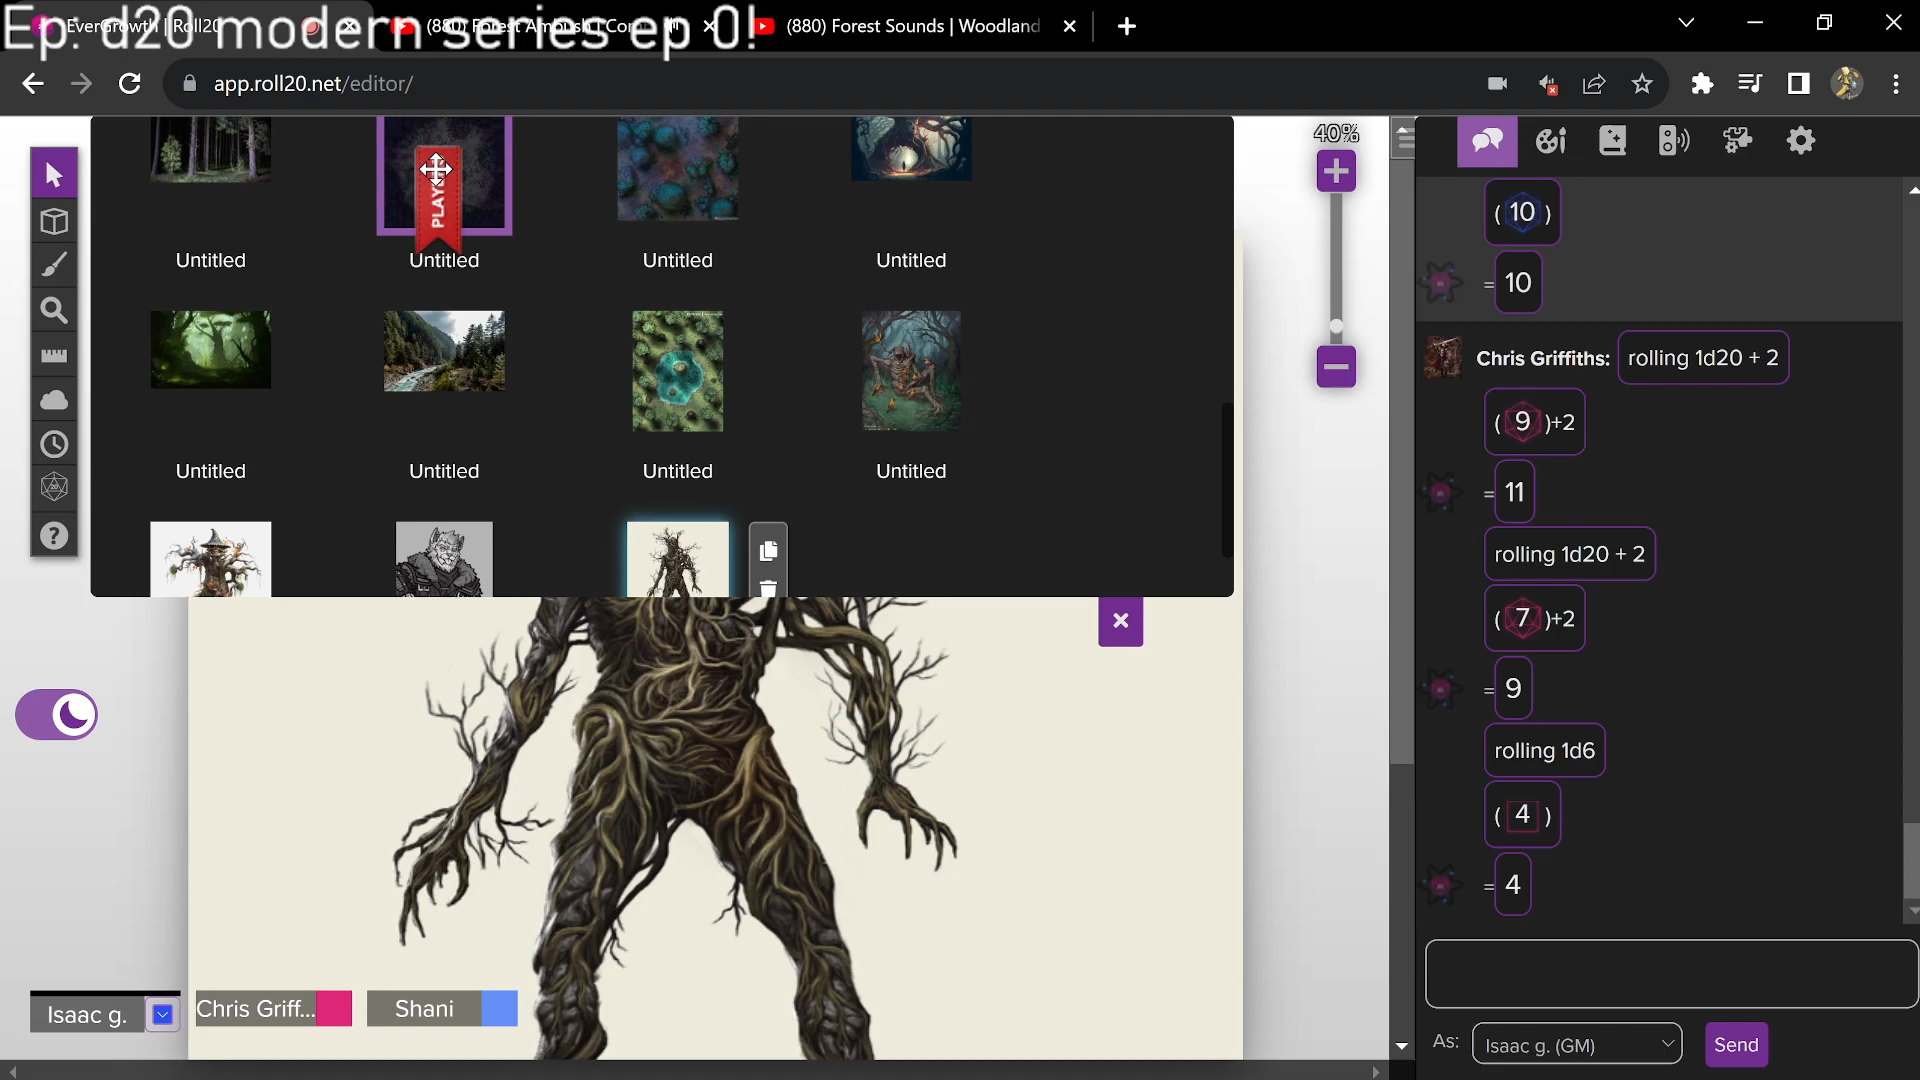 Ep. d20 modern series ep 0!
EverGrowth | Roll20
(880) Forest Ambush | Com
(880) Forest Sounds | Woodland
app.roll20.net/editor/
40%
PLAY
Untitled
Untitled
Untitled
Untitled
Untitled
Untitled
Untitled
Untitled
(10)
=10
Chris Griffiths: rolling 1d20 + 2
(9)+2
=11
rolling 1d20 + 2
(7)+2
=9
rolling 1d6
(4)
=4
Isaac g.
Chris Griff...
Shani
As: Isaac g. (GM)
Send